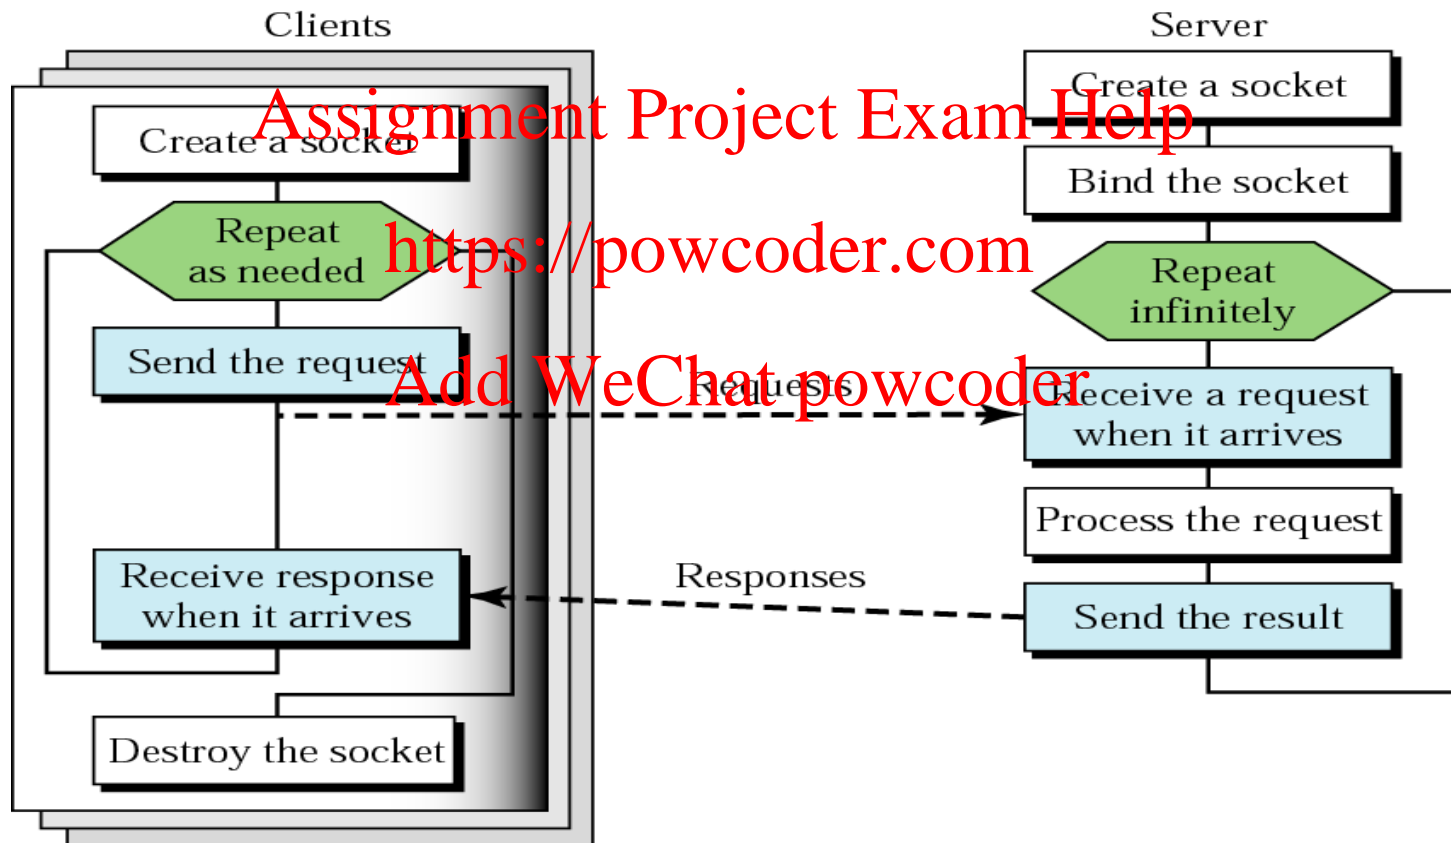 Clients
Server
Create a socket
Create a socket
Assignment Project Exam Help
Bind the socket
Repeat
as needed
https://powcoder.com
Repeat
infinitely
Send the request
Add WeChat powcoder
Requests
Receive a request
when it arrives
Process the request
Receive response
when it arrives
Responses
Send the result
Destroy the socket